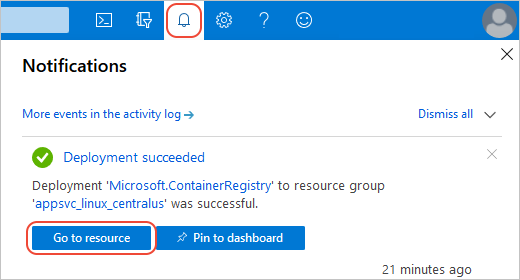 Notifications
More events in the activity log →
Dismiss all
Deployment succeeded
Deployment 'Microsoft.ContainerRegistry' to resource group
'appsvc_linux_centralus' was successful.
Go to resource
Pin to dashboard
21 minutes ago